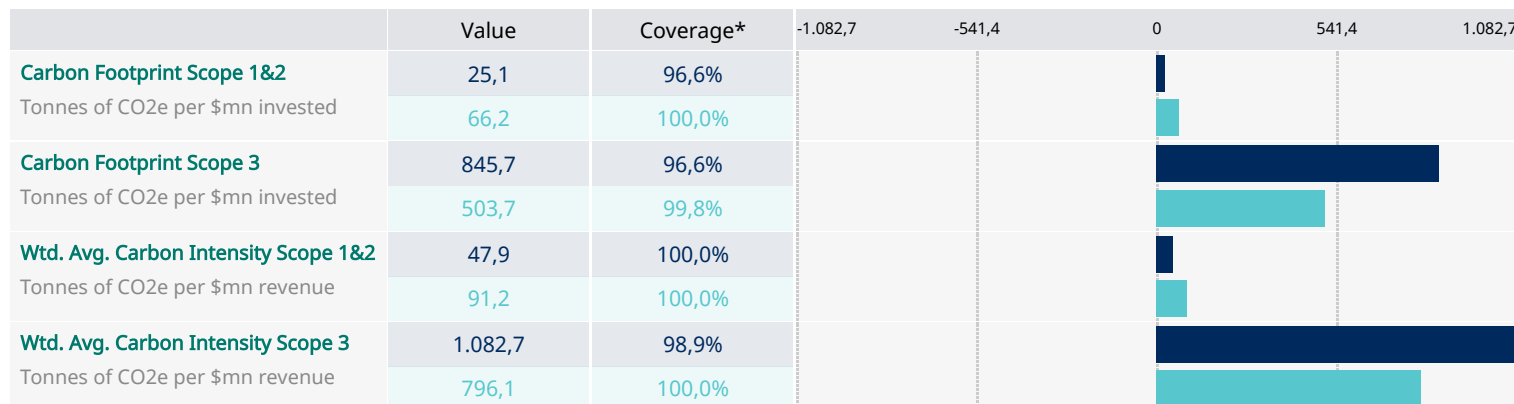 Value Coverage* -1.082,7 -541,4 0 541,4 1.082,7
Carbon Footprint Scope 1&2 25,1 96,6%
Tonnes of CO2e per $mn invested 66,2 100,0%
Carbon Footprint Scope 3 845,7 96,6%
Tonnes of CO2e per $mn invested 503,7 99,8%
Wtd. Avg. Carbon Intensity Scope 1&2 47,9 100,0%
Tonnes of CO2e per $mn revenue 91,2 100,0%
Wtd. Avg. Carbon Intensity Scope 3 1.082,7 98,9%
Tonnes of CO2e per $mn revenue 796,1 100,0%